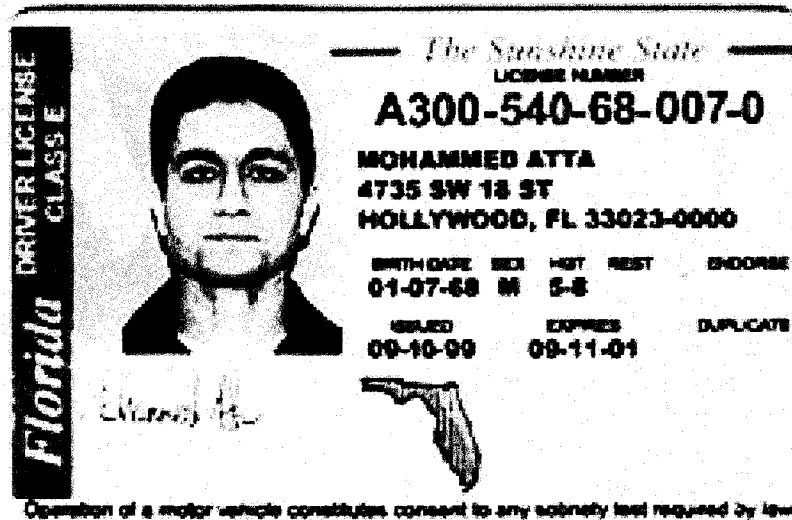 DRIVER LICENSE
CLASS E
Florida
The Sunshine State
LICENSE NUMBER
A300-540-68-007-0
MOHAMMED ATTA
4735 SW 18 ST
HOLLYWOOD, FL 33023-0000
BIRTH DATE SEX HGT REST ENDORSE
01-07-68 M 5-8
ISSUED EXPIRES DUPLICATE
09-10-99 09-11-01
Operation of a motor vehicle constitutes consent to any sobriety test required by law